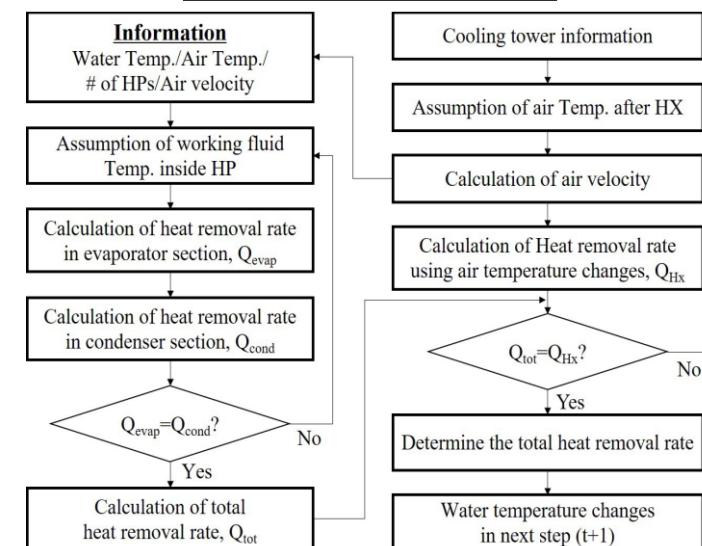 Information
Water Temp./Air Temp./
# of HPs/Air velocity
Assumption of working fluid
Temp. inside HP
Calculation of heat removal rate
in evaporator section, Qevap
Calculation of heat removal rate
in condenser section, Qcond
Qevap=Qcond?
No
Yes
Calculation of total
heat removal rate, Qtot
Cooling tower information
Assumption of air Temp. after HX
Calculation of air velocity
Calculation of Heat removal rate
using air temperature changes, QHx
Qtot=QHx?
No
Yes
Determine the total heat removal rate
Water temperature changes
in next step (t+1)